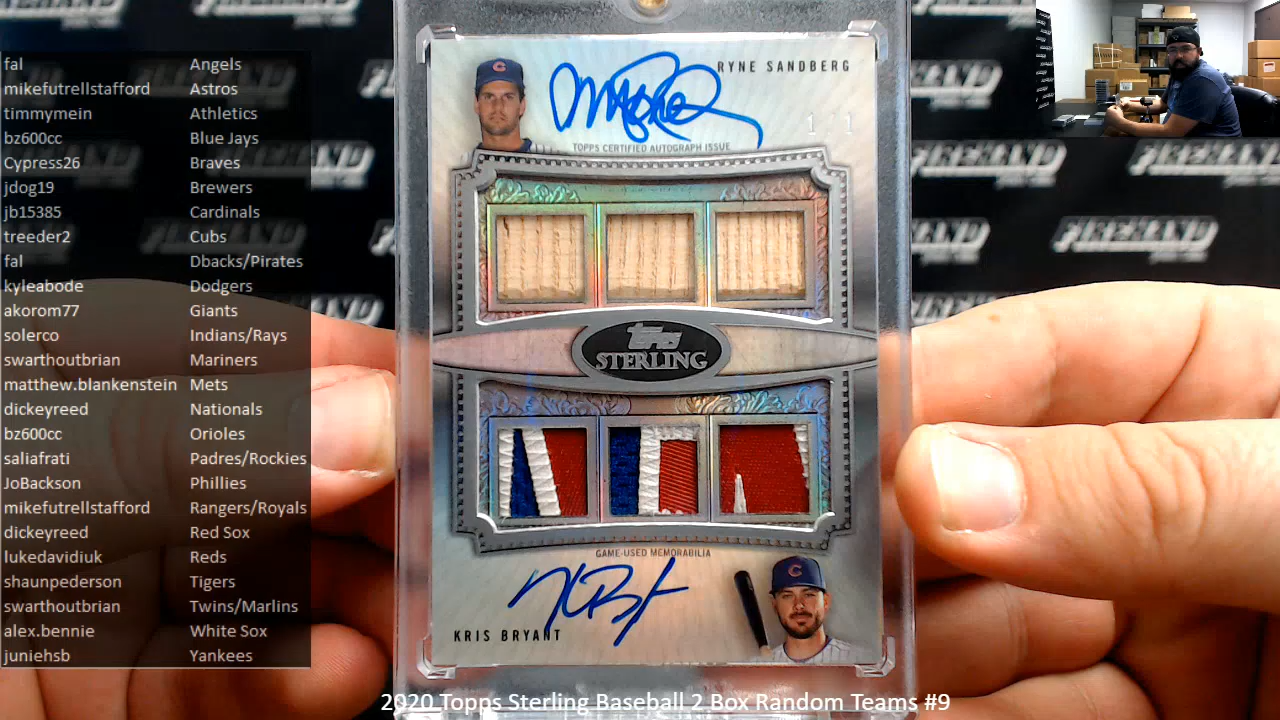 fal Angels
mikefutrellstafford Astros
timmymein Athletics
bz600cc Blue Jays
Cypress26 Braves
jdog19 Brewers
jb15385 Cardinals
treeder2 Cubs
fal Dbacks/Pirates
kyleabode Dodgers
akorom77 Giants
solerco Indians/Rays
swarthoutbrian Mariners
matthew.blankenstein Mets
dickeyreed Nationals
bz600cc Orioles
saliafrati Padres/Rockies
JoBackson Phillies
mikefutrellstafford Rangers/Royals
dickeyreed Red Sox
lukedavidiuk Reds
shaunpederson Tigers
swarthoutbrian Twins/Marlins
alex.bennie White Sox
juniehsb Yankees
RYNE SANDBERG
1/1
TOPPS CERTIFIED AUTOGRAPH ISSUE
topps
STERLING
GAME-USED MEMORABILIA
KRIS BRYANT
FIREHAND
FIREHAND
FIREHAND
2020 Topps Sterling Baseball 2 Box Random Teams #9